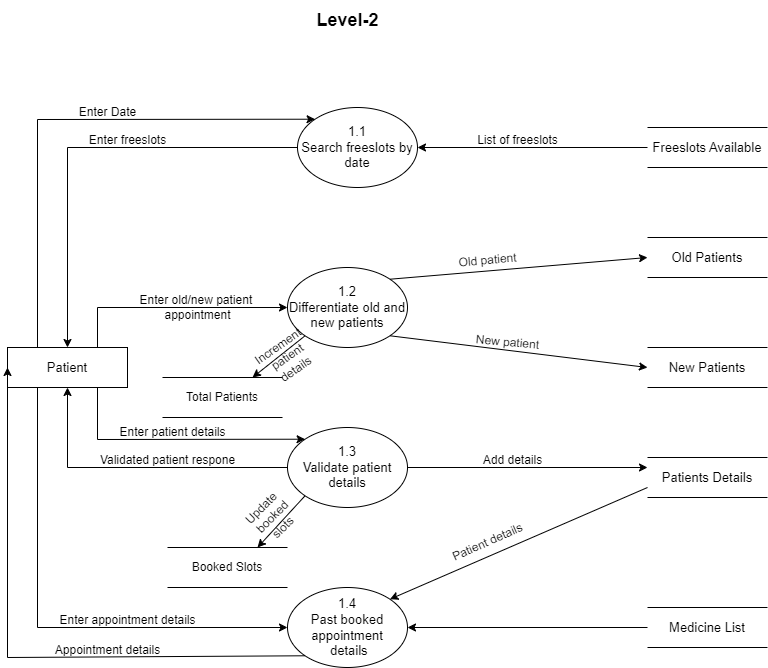 Level-2
Enter Date
1.1
Search freeslots by
date
Enter freeslots
List of freeslots
Freeslots Available
Old patient
Old Patients
1.2
Differentiate old and
new patients
Enter old/new patient
appointment
New patient
New Patients
Increment
patient
details
Patient
Total Patients
Enter patient details
1.3
Validate patient
details
Validated patient respone
Add details
Patients Details
Update
booked
slots
Patient details
Booked Slots
1.4
Past booked
appointment
details
Enter appointment details
Medicine List
Appointment details